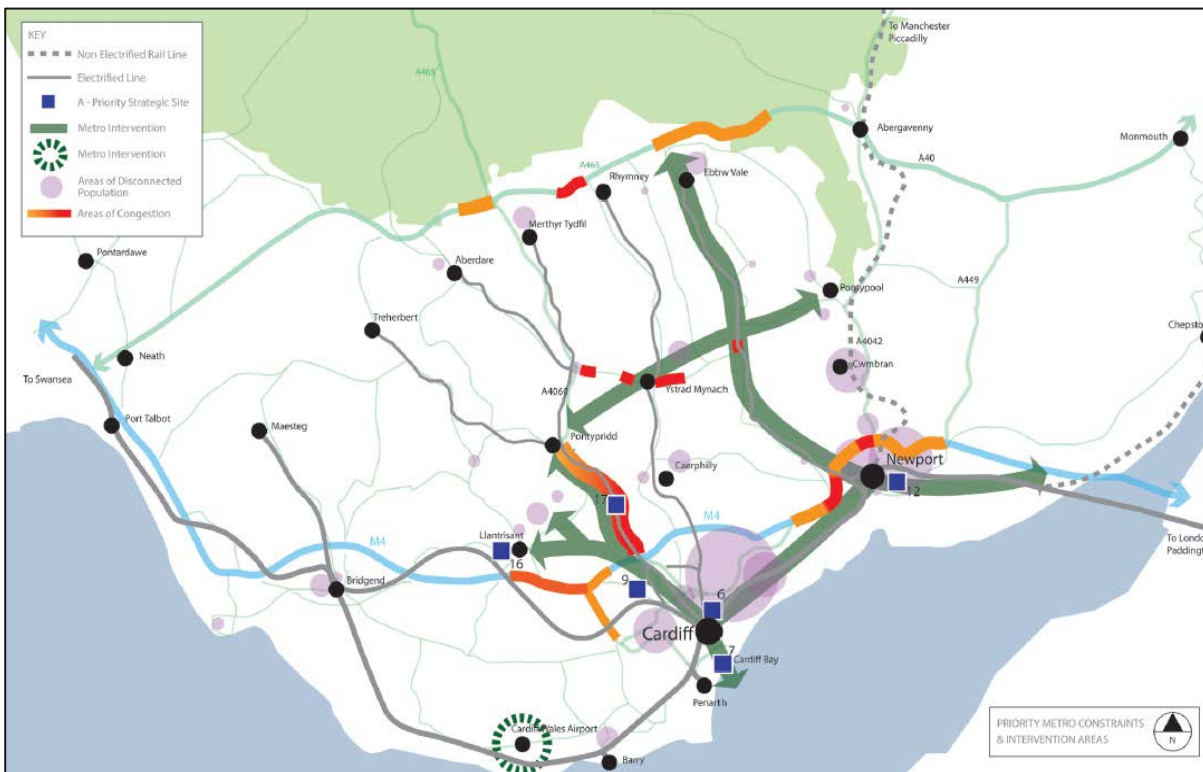 KEY
Non Electrified Rail Line
Electrified Line
A - Priority Strategic Site
Metro Intervention
Metro Intervention
Areas of Disconnected
Population
Areas of Congestion
To Manchester
Piccadilly
A465
Abergavenny
Monmouth
A40
A465
Rhymney
Ebbw Vale
Merthyr Tydfil
Pontardawe
Aberdare
Pontypool
A449
Treherbert
Chepsto
Neath
A4042
Cwmbran
To Swansea
Ystrad Mynach
A4060
Port Talbot
Maesteg
Pontypridd
Newport
Caerphilly
12
17
M4
M4
Llantrisant
16
To London
Paddingt
Bridgend
9
6
Cardiff
7
Cardiff Bay
Penarth
Cardiff Wales Airport
Barry
PRIORITY METRO CONSTRAINTS
& INTERVENTION AREAS
N